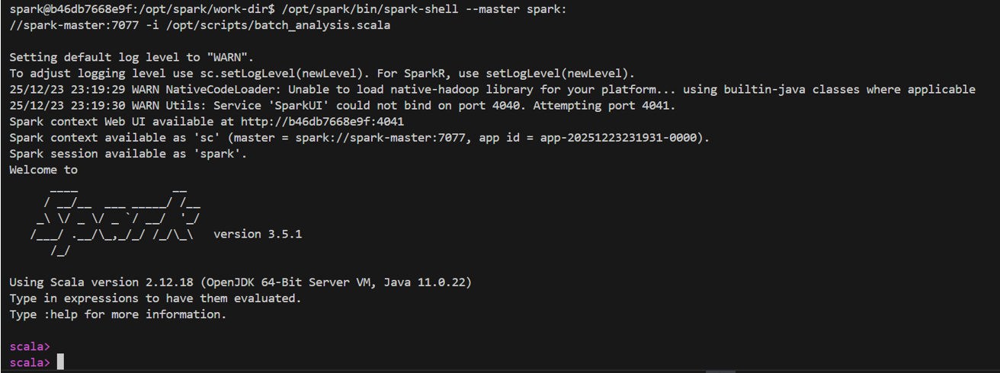 spark@b46db7668e9f:/opt/spark/work-dir$ /opt/spark/bin/spark-shell --master spark:
//spark-master:7077 -i /opt/scripts/batch_analysis.scala
Setting default log level to "WARN".
To adjust logging level use sc.setLogLevel(newLevel). For SparkR, use setLogLevel(newLevel).
25/12/23 23:19:29 WARN NativeCodeLoader: Unable to load native-hadoop library for your platform... using builtin-java classes where applicable
25/12/23 23:19:30 WARN Utils: Service 'SparkUI' could not bind on port 4040. Attempting port 4041.
Spark context Web UI available at http://b46db7668e9f:4041
Spark context available as 'sc' (master = spark://spark-master:7077, app id = app-20251223231931-0000).
Spark session available as 'spark'.
Welcome to
      ____              __
     / __/__  ___ _____/ /__
    _\ \/ _ \/ _ `/ __/  '_/
   /___/ .__/\_,_/_/ /_/\_\   version 3.5.1
      /_/
Using Scala version 2.12.18 (OpenJDK 64-Bit Server VM, Java 11.0.22)
Type in expressions to have them evaluated.
Type :help for more information.
scala>
scala>